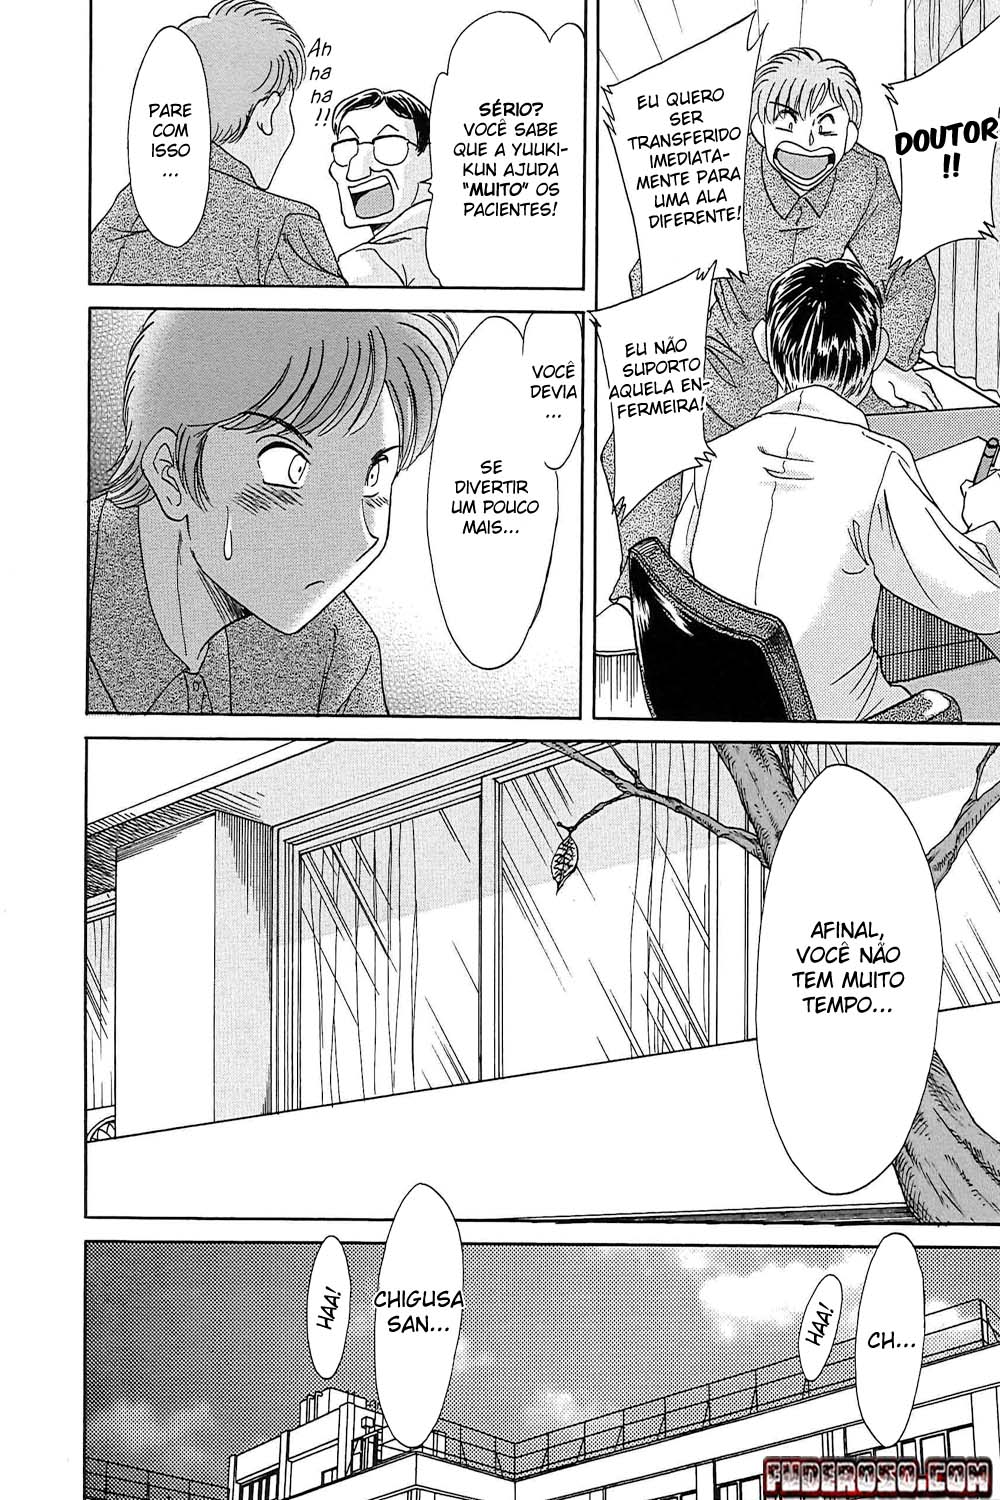 DOUTOR
!!
EU QUERO
SER
TRANSFERIDO
IMEDIATA-
MENTE PARA
UMA ALA
DIFERENTE!
EU NÃO
SUPORTO
AQUELA EN-
FERMEIRA!
SÉRIO?
VOCÊ SABE
QUE A YUUKI-
KUN AJUDA
"MUITO" OS
PACIENTES!
Ah
ha
ha
!!
PARE
COM
ISSO
...
VOCÊ
DEVIA
...
SE
DIVERTIR
UM POUCO
MAIS...
AFINAL,
VOCÊ NÃO
TEM MUITO
TEMPO...
CH...
HAA!
CHIGUSA
SAN...
HAA!
FUDEROSO.COM